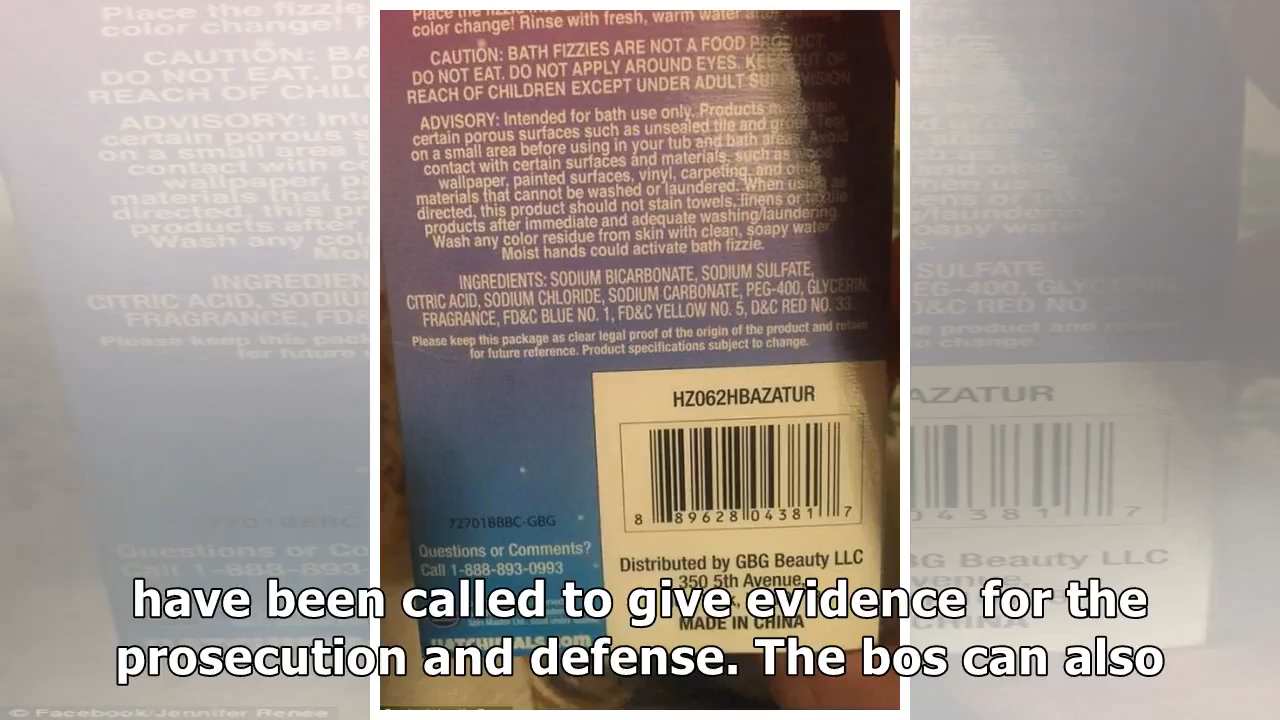 Place the fizzie
color change! Rinse with fresh, warm water after
CAUTION: BATH FIZZIES ARE NOT A FOOD PRODUCT.
DO NOT EAT. DO NOT APPLY AROUND EYES. KEEP OUT OF
REACH OF CHILDREN EXCEPT UNDER ADULT SUPERVISION.
ADVISORY: Intended for bath use only. Products may stain
certain porous surfaces such as unsealed tile and grout. Test
on a small area before using in your tub and bath area. Avoid
contact with certain surfaces and materials, such as wood,
wallpaper, painted surfaces, vinyl, carpeting, and other
materials that cannot be washed or laundered. When using as
directed, this product should not stain towels, linens or textile
products after immediate and adequate washing/laundering.
Wash any color residue from skin with clean, soapy water.
Moist hands could activate bath fizzie.
INGREDIENTS: SODIUM BICARBONATE, SODIUM SULFATE,
CITRIC ACID, SODIUM CHLORIDE, SODIUM CARBONATE, PEG-400, GLYCERIN,
FRAGRANCE, FD&C BLUE NO. 1, FD&C YELLOW NO. 5, D&C RED NO. 33.
Please keep this package as clear legal proof of the origin of the product and retain
for future reference. Product specifications subject to change.
HZ062HBAZATUR
8 89628 04381 7
72701BBBC-GBG
Questions or Comments?
Call 1-888-893-0993
Distributed by GBG Beauty LLC
350 5th Avenue,
MADE IN CHINA
HATCHIMALS.com
have been called to give evidence for the
prosecution and defense. The bos can also
© Facebook/Jennifer Renee